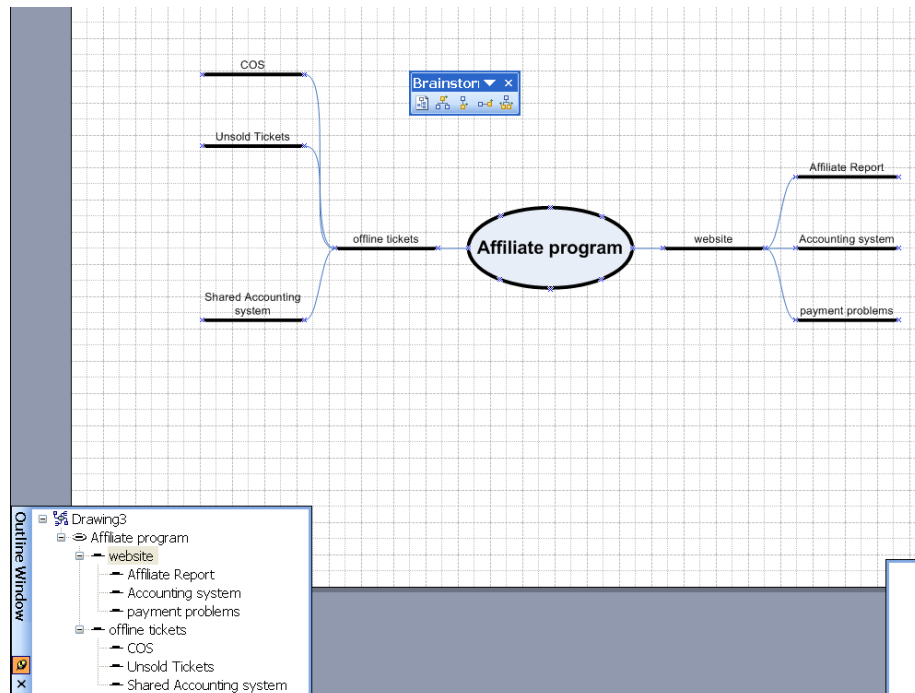 COS
Brainstor
Unsold Tickets
Affiliate Report
offline tickets
Affiliate program
website
Accounting system
Shared Accounting
system
payment problems
Outline Window
Drawing3
Affiliate program
website
Affiliate Report
Accounting system
payment problems
offline tickets
COS
Unsold Tickets
Shared Accounting system